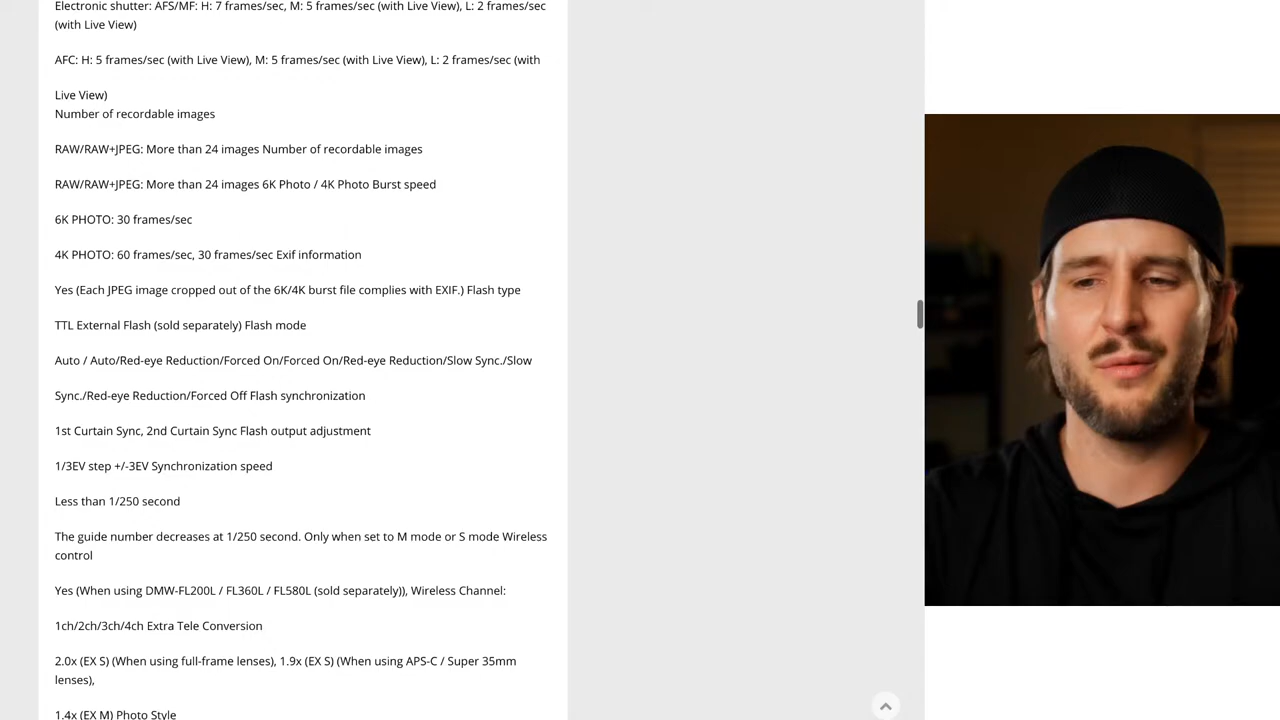 Electronic shutter: AFS/MF: H: 7 frames/sec, M: 5 frames/sec (with Live View), L: 2 frames/sec
(with Live View)
AFC: H: 5 frames/sec (with Live View), M: 5 frames/sec (with Live View), L: 2 frames/sec (with
Live View)
Number of recordable images
RAW/RAW+JPEG: More than 24 images Number of recordable images
RAW/RAW+JPEG: More than 24 images 6K Photo / 4K Photo Burst speed
6K PHOTO: 30 frames/sec
4K PHOTO: 60 frames/sec, 30 frames/sec Exif information
Yes (Each JPEG image cropped out of the 6K/4K burst file complies with EXIF.) Flash type
TTL External Flash (sold separately) Flash mode
Auto / Auto/Red-eye Reduction/Forced On/Forced On/Red-eye Reduction/Slow Sync./Slow
Sync./Red-eye Reduction/Forced Off Flash synchronization
1st Curtain Sync, 2nd Curtain Sync Flash output adjustment
1/3EV step +/-3EV Synchronization speed
Less than 1/250 second
The guide number decreases at 1/250 second. Only when set to M mode or S mode Wireless
control
Yes (When using DMW-FL200L / FL360L / FL580L (sold separately)), Wireless Channel:
1ch/2ch/3ch/4ch Extra Tele Conversion
2.0x (EX S) (When using full-frame lenses), 1.9x (EX S) (When using APS-C / Super 35mm
lenses),
1.4x (EX M) Photo Style